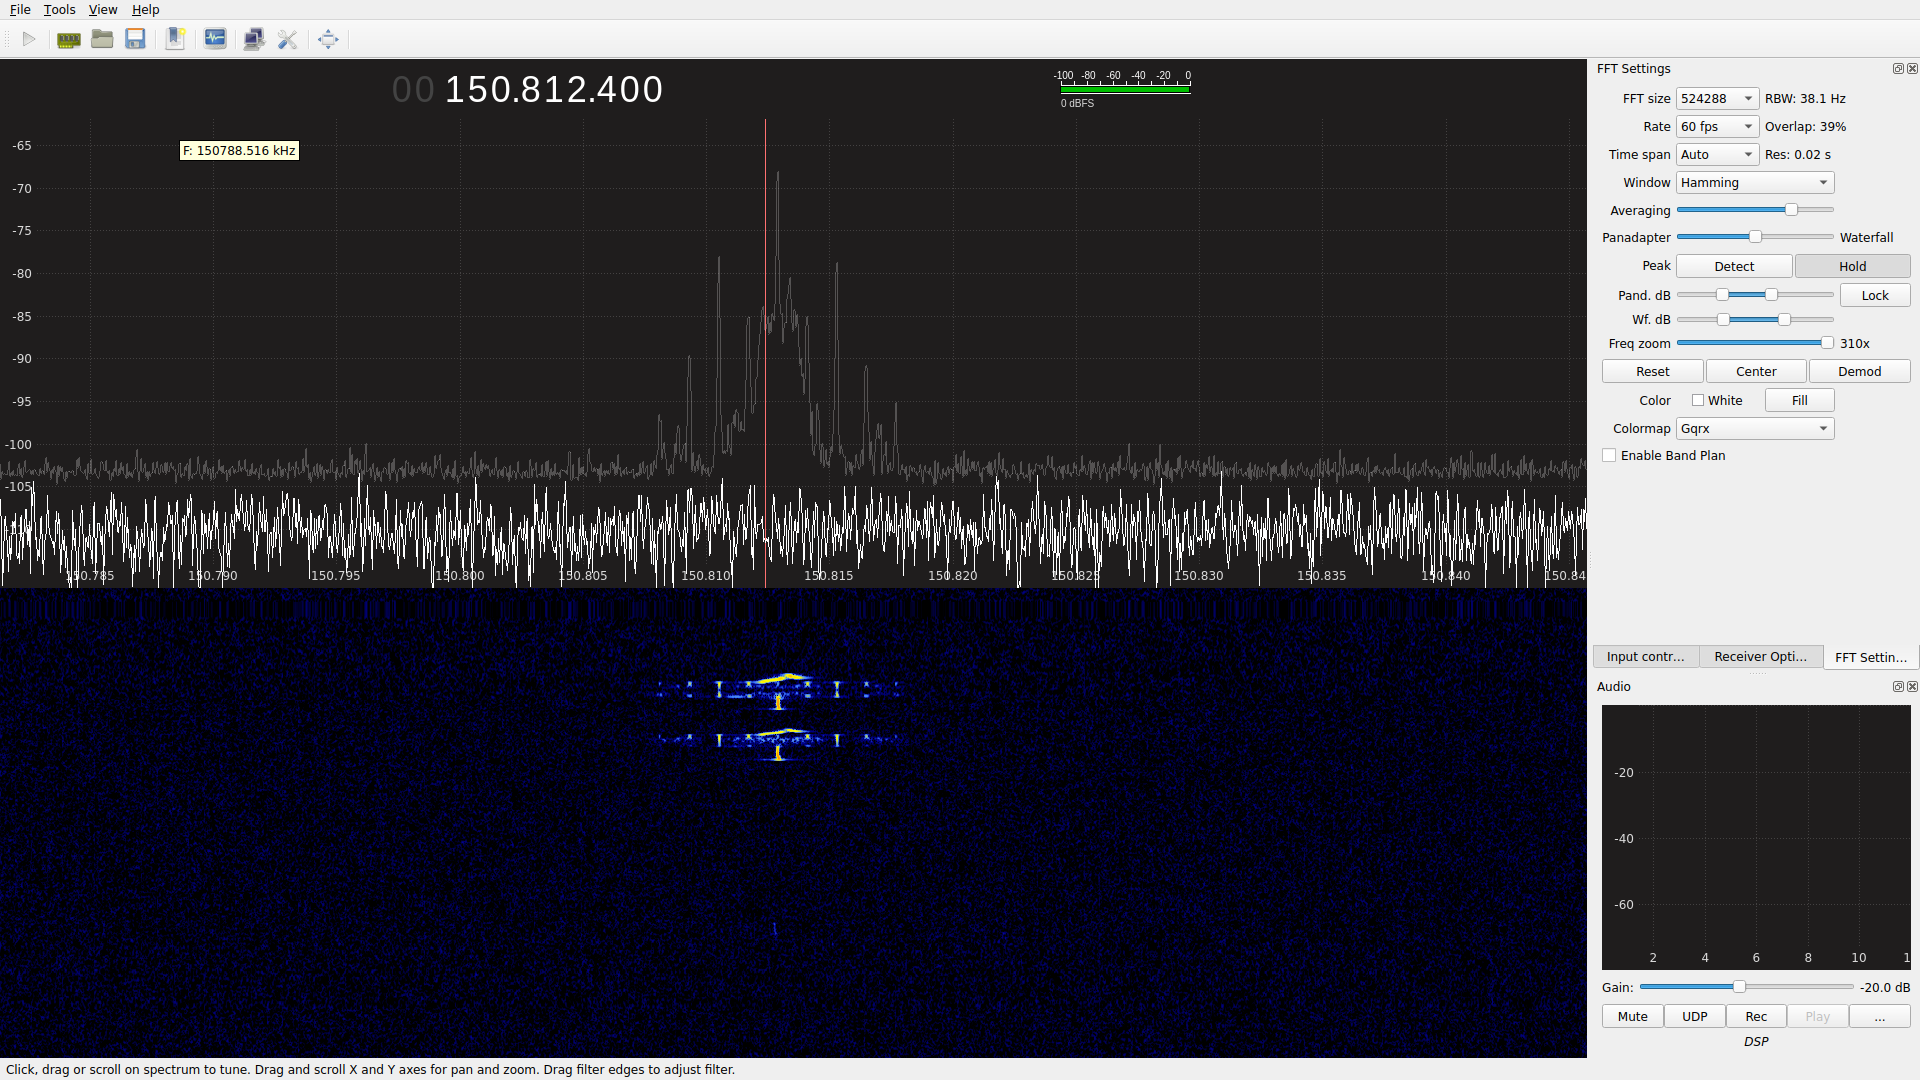 File Tools View Help
00 150.812.400
-100 -80 -60 -40 -20 0
0 dBFS
F: 150788.516 kHz
-65
-70
-75
-80
-85
-90
-95
-100
-105
150.785 150.790 150.795 150.800 150.805 150.810 150.815 150.820 150.825 150.830 150.835 150.840 150.84
FFT Settings
FFT size 524288 RBW: 38.1 Hz
Rate 60 fps Overlap: 39%
Time span Auto Res: 0.02 s
Window Hamming
Averaging
Panadapter Waterfall
Peak Detect Hold
Pand. dB Lock
Wf. dB
Freq zoom 310x
Reset Center Demod
Color White Fill
Colormap Gqrx
Enable Band Plan
Input contr... Receiver Opti... FFT Settin...
Audio
-20
-40
-60
2 4 6 8 10 1
Gain: -20.0 dB
Mute UDP Rec Play ...
DSP
Click, drag or scroll on spectrum to tune. Drag and scroll X and Y axes for pan and zoom. Drag filter edges to adjust filter.